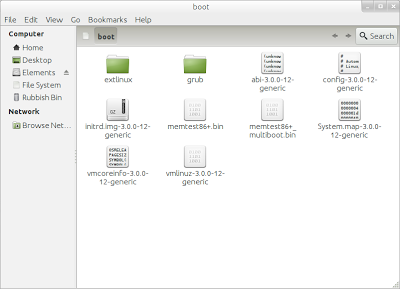 boot
File Edit View Go Bookmarks Help
Computer
Home
Desktop
Elements
File System
Rubbish Bin
Network
Browse Net...
boot
Search
extlinux
grub
abi-3.0.0-12-
generic
config-3.0.0-12-
generic
initrd.img-3.0.0-12-
generic
memtest86+.bin
memtest86+_
multiboot.bin
System.map-3.0.0-
12-generic
vmcoreinfo-3.0.0-
12-generic
vmlinuz-3.0.0-12-
generic